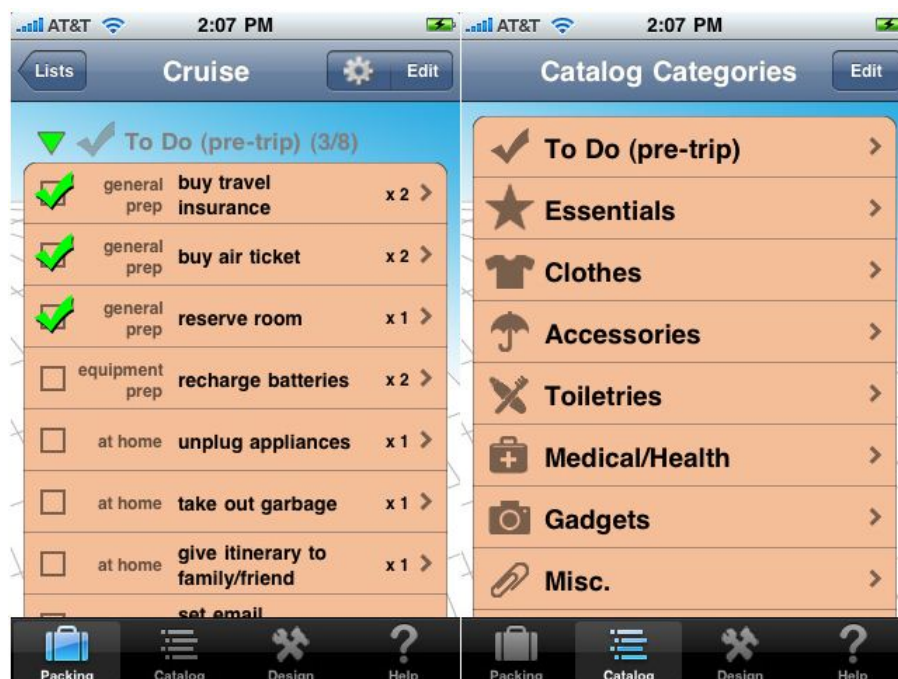 AT&T 2:07 PM
Lists Cruise Edit
To Do (pre-trip) (3/8)
general prep buy travel insurance x 2
general prep buy air ticket x 2
general prep reserve room x 1
equipment prep recharge batteries x 2
at home unplug appliances x 1
at home take out garbage x 1
at home give itinerary to family/friend x 1
set email
Packing Catalog Design Help
AT&T 2:07 PM
Catalog Categories Edit
To Do (pre-trip)
Essentials
Clothes
Accessories
Toiletries
Medical/Health
Gadgets
Misc.
Packing Catalog Design Help